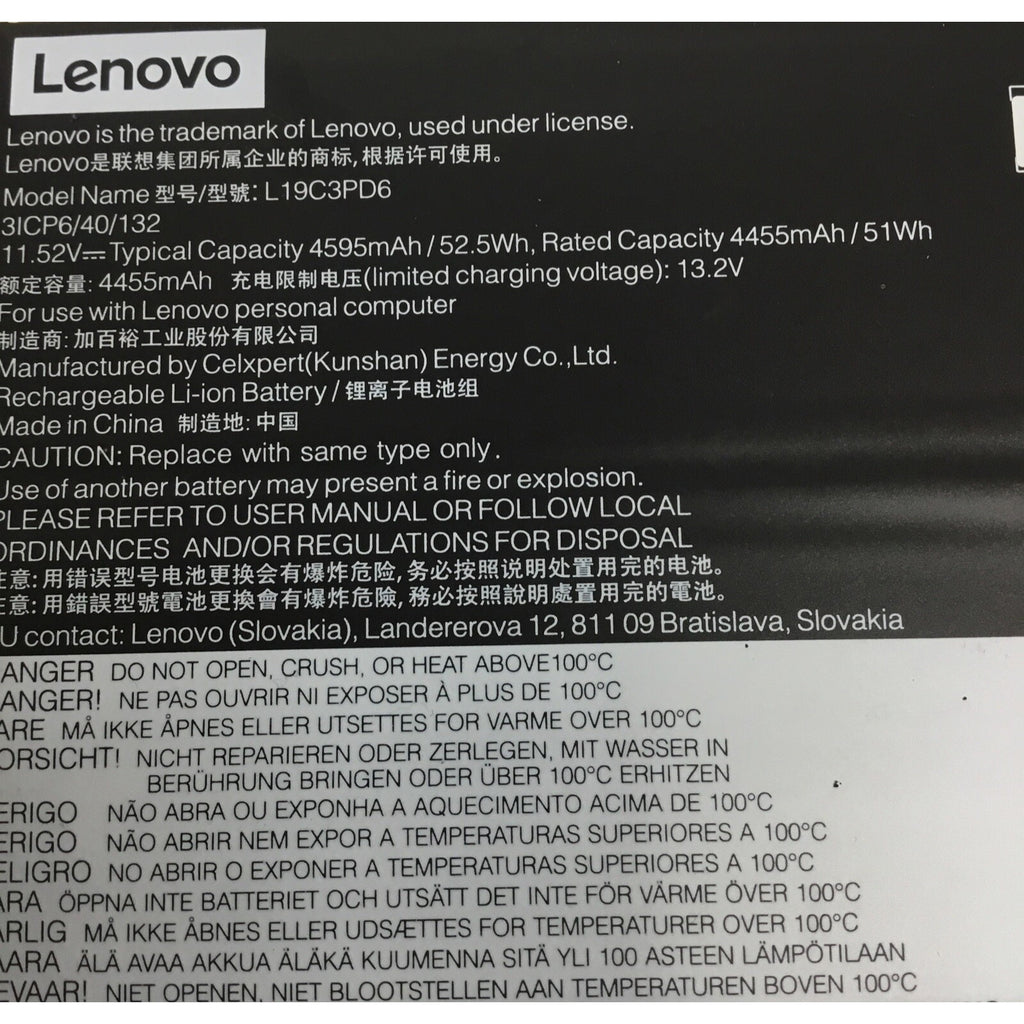 Lenovo
Lenovo is the trademark of Lenovo, used under license.
Lenovo是联想集团所属企业的商标,根据许可使用。
Model Name 型号/型號: L19C3PD6
3ICP6/40/132
11.52V⎓Typical Capacity 4595mAh/52.5Wh, Rated Capacity 4455mAh/51Wh
额定容量: 4455mAh 充电限制电压(limited charging voltage): 13.2V
For use with Lenovo personal computer
制造商: 加百裕工业股份有限公司
Manufactured by Celxpert(Kunshan) Energy Co.,Ltd.
Rechargeable Li-ion Battery / 锂离子电池组
Made in China 制造地: 中国
CAUTION: Replace with same type only.
Use of another battery may present a fire or explosion.
PLEASE REFER TO USER MANUAL OR FOLLOW LOCAL
ORDINANCES AND/OR REGULATIONS FOR DISPOSAL
注意: 用错误型号电池更换会有爆炸危险, 务必按照说明处置用完的电池。
注意: 用錯誤型號電池更換會有爆炸危險, 務必按照說明處置用完的電池。
U contact: Lenovo (Slovakia), Landererova 12, 811 09 Bratislava, Slovakia
ANGER DO NOT OPEN, CRUSH, OR HEAT ABOVE100°C
ANGER! NE PAS OUVRIR NI EXPOSER À PLUS DE 100°C
ARE MÅ IKKE ÅPNES ELLER UTSETTES FOR VARME OVER 100°C
ORSICHT! NICHT REPARIEREN ODER ZERLEGEN, MIT WASSER IN
BERÜHRUNG BRINGEN ODER ÜBER 100°C ERHITZEN
ERIGO NÃO ABRA OU EXPONHA A AQUECIMENTO ACIMA DE 100°C
ERIGO NÃO ABRIR NEM EXPOR A TEMPERATURAS SUPERIORES A 100°C
ELIGRO NO ABRIR O EXPONER A TEMPERATURAS SUPERIORES A 100°C
ARA ÖPPNA INTE BATTERIET OCH UTSÄTT DET INTE FÖR VÄRME ÖVER 100°C
ARLIG MÅ IKKE ÅBNES ELLER UDSÆTTES FOR TEMPERATURER OVER 100°C
AARA ÄLÄ AVAA AKKUA ÄLÄKÄ KUUMENNA SITÄ YLI 100 ASTEEN LÄMPÖTILAAN
EVAAR! NIET OPENEN, NIET BLOOTSTELLEN AAN TEMPERATUREN BOVEN 100°C